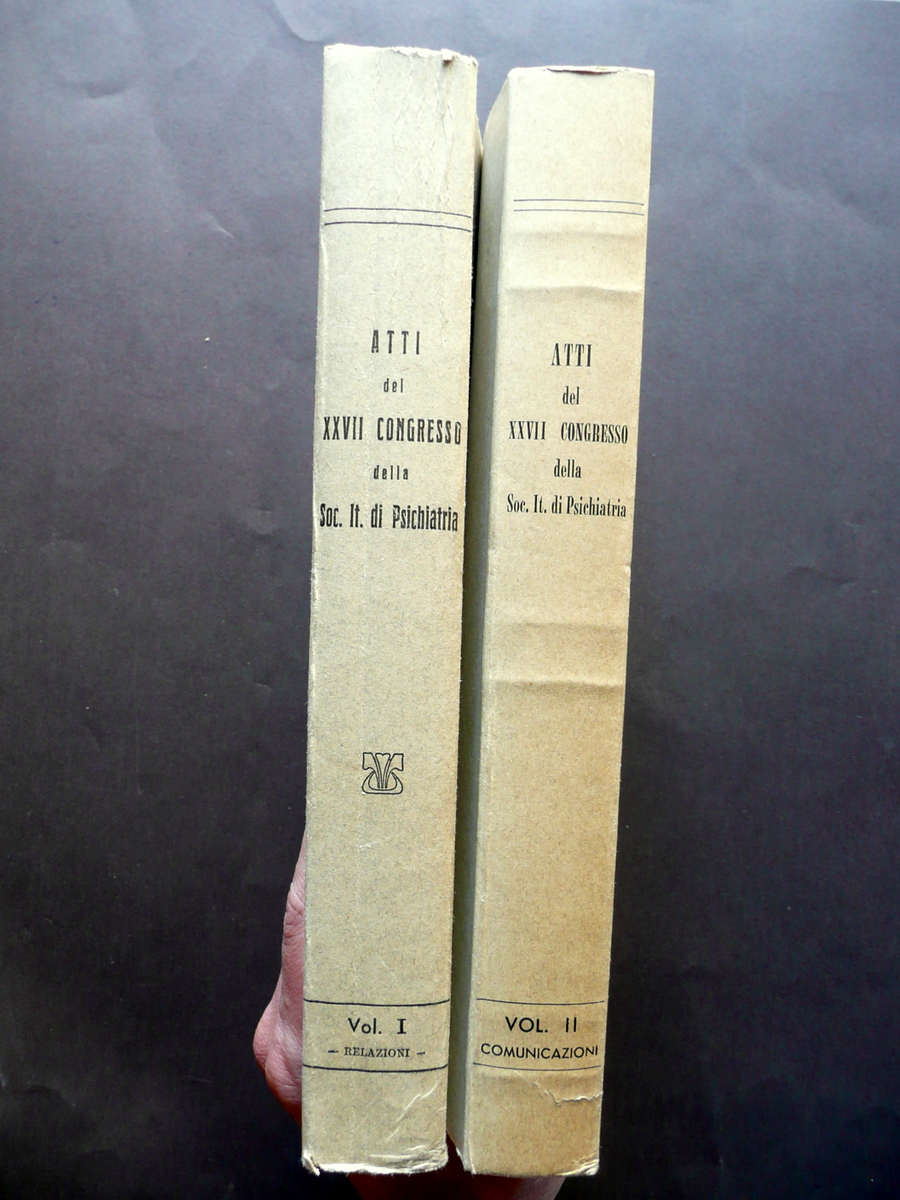 ATTI
del
XXVII CONGRESSO
della
Soc. It. di Psichiatria
Vol. I
- RELAZIONI -
ATTI
del
XXVII CONGRESSO
della
Soc. It. di Psichiatria
VOL. II
COMUNICAZIONI